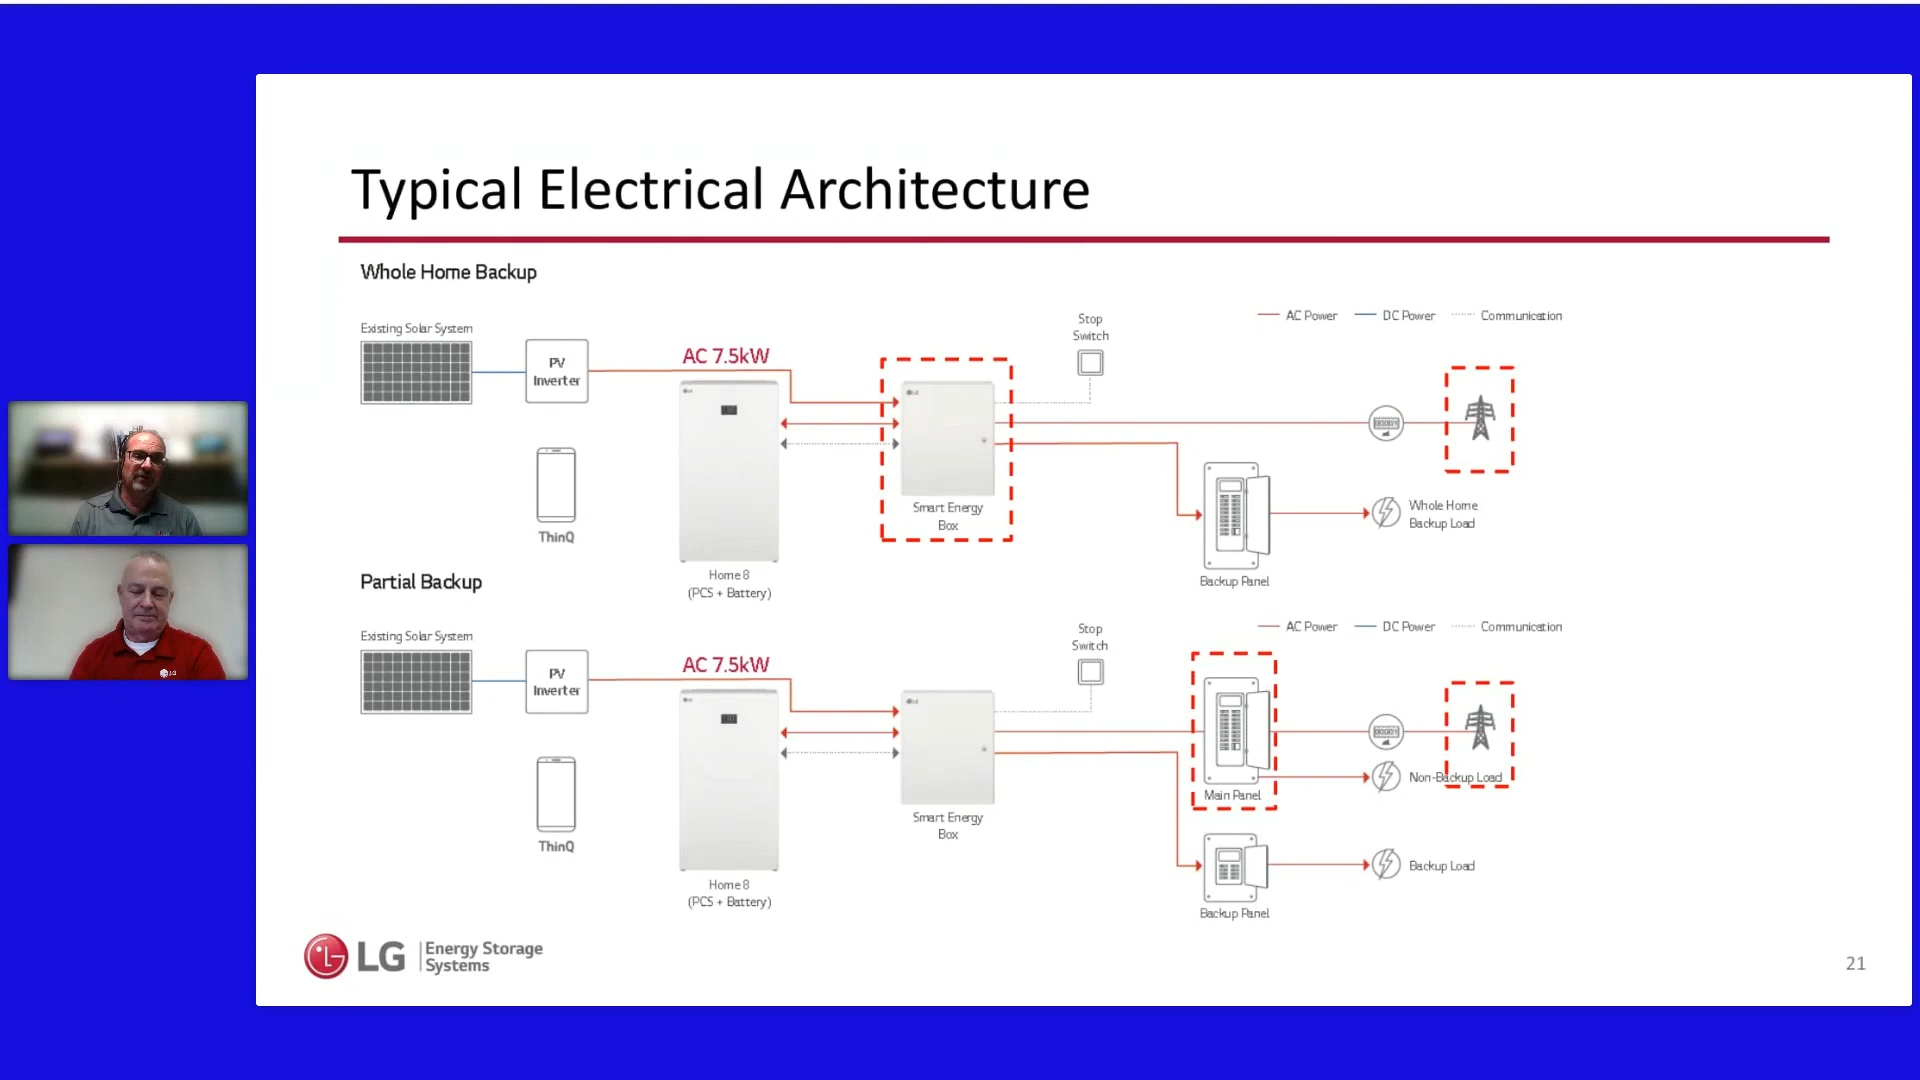 Typical Electrical Architecture
Whole Home Backup
Existing Solar System
PV
Inverter
AC 7.5kW
Stop
Switch
AC Power
DC Power
Communication
ThinQ
Smart Energy
Box
Home 8
(PCS + Battery)
Whole Home
Backup Load
Backup Panel
Partial Backup
Existing Solar System
PV
Inverter
AC 7.5kW
Stop
Switch
AC Power
DC Power
Communication
ThinQ
Smart Energy
Box
Home 8
(PCS + Battery)
Main Panel
Non-Backup Load
Backup Load
Backup Panel
LG
Energy Storage
Systems
21
LG